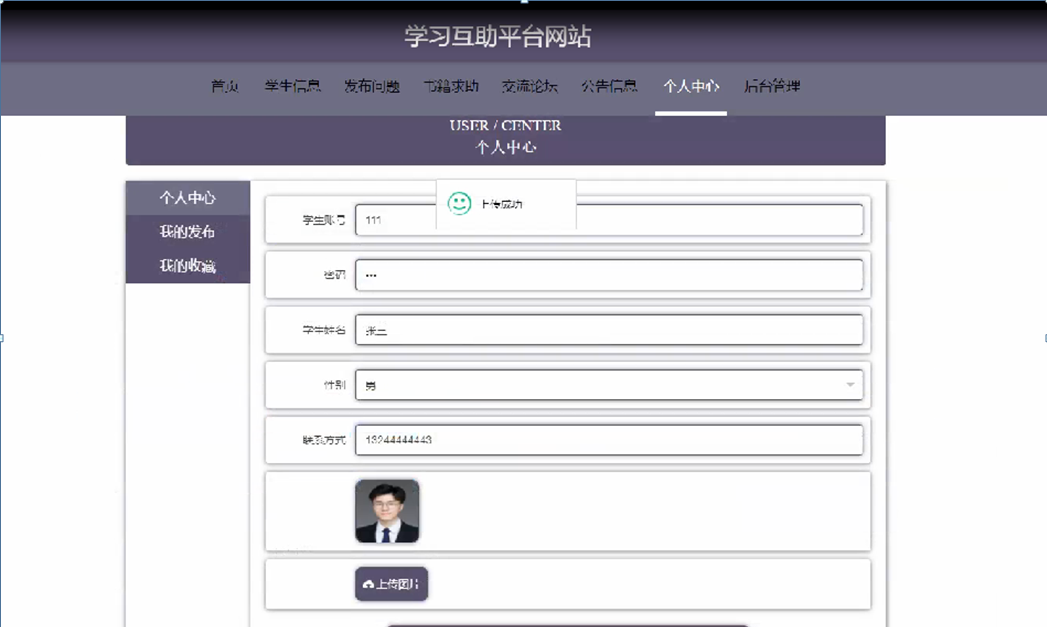 学习互助平台网站
首页 学生信息 发布问题 书籍求助 交流论坛 公告信息 个人中心 后台管理
USER / CENTER
个人中心
个人中心
我的发布
我的收藏
上传成功
学生账号 111
密码 •••
学生姓名 张三
性别 男
联系方式 13244444443
上传图片